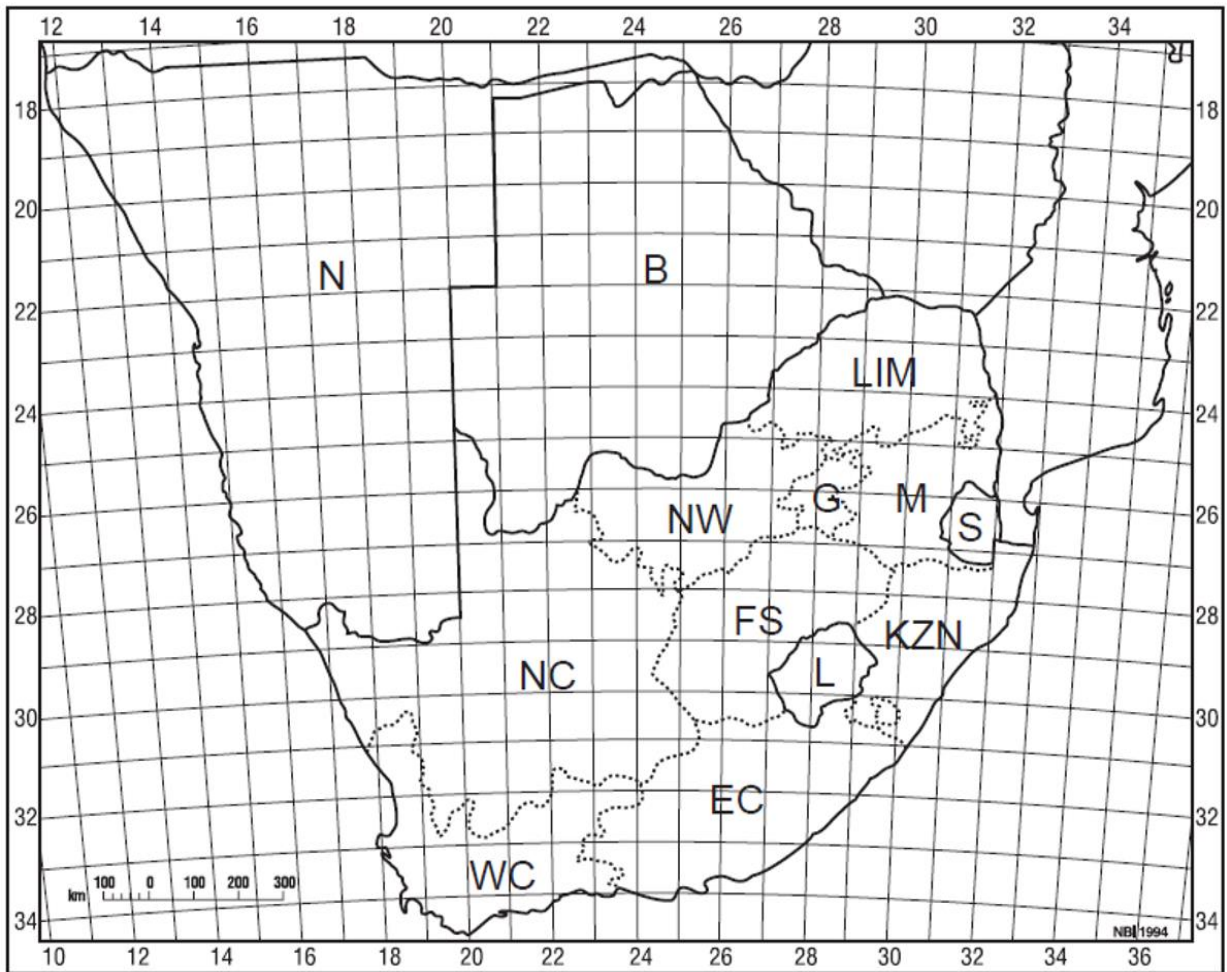 12 14 16 18 20 22 24 26 28 30 32 34
18 18
20 20
N B
22 22
LIM
24 24
G M
NW S
26 26
FS
28 KZN 28
NC L
30 30
EC
32 32
WC
100 0 100 200 300
km
34 34
NBI 1994
10 12 14 16 18 20 22 24 26 28 30 32 34 36